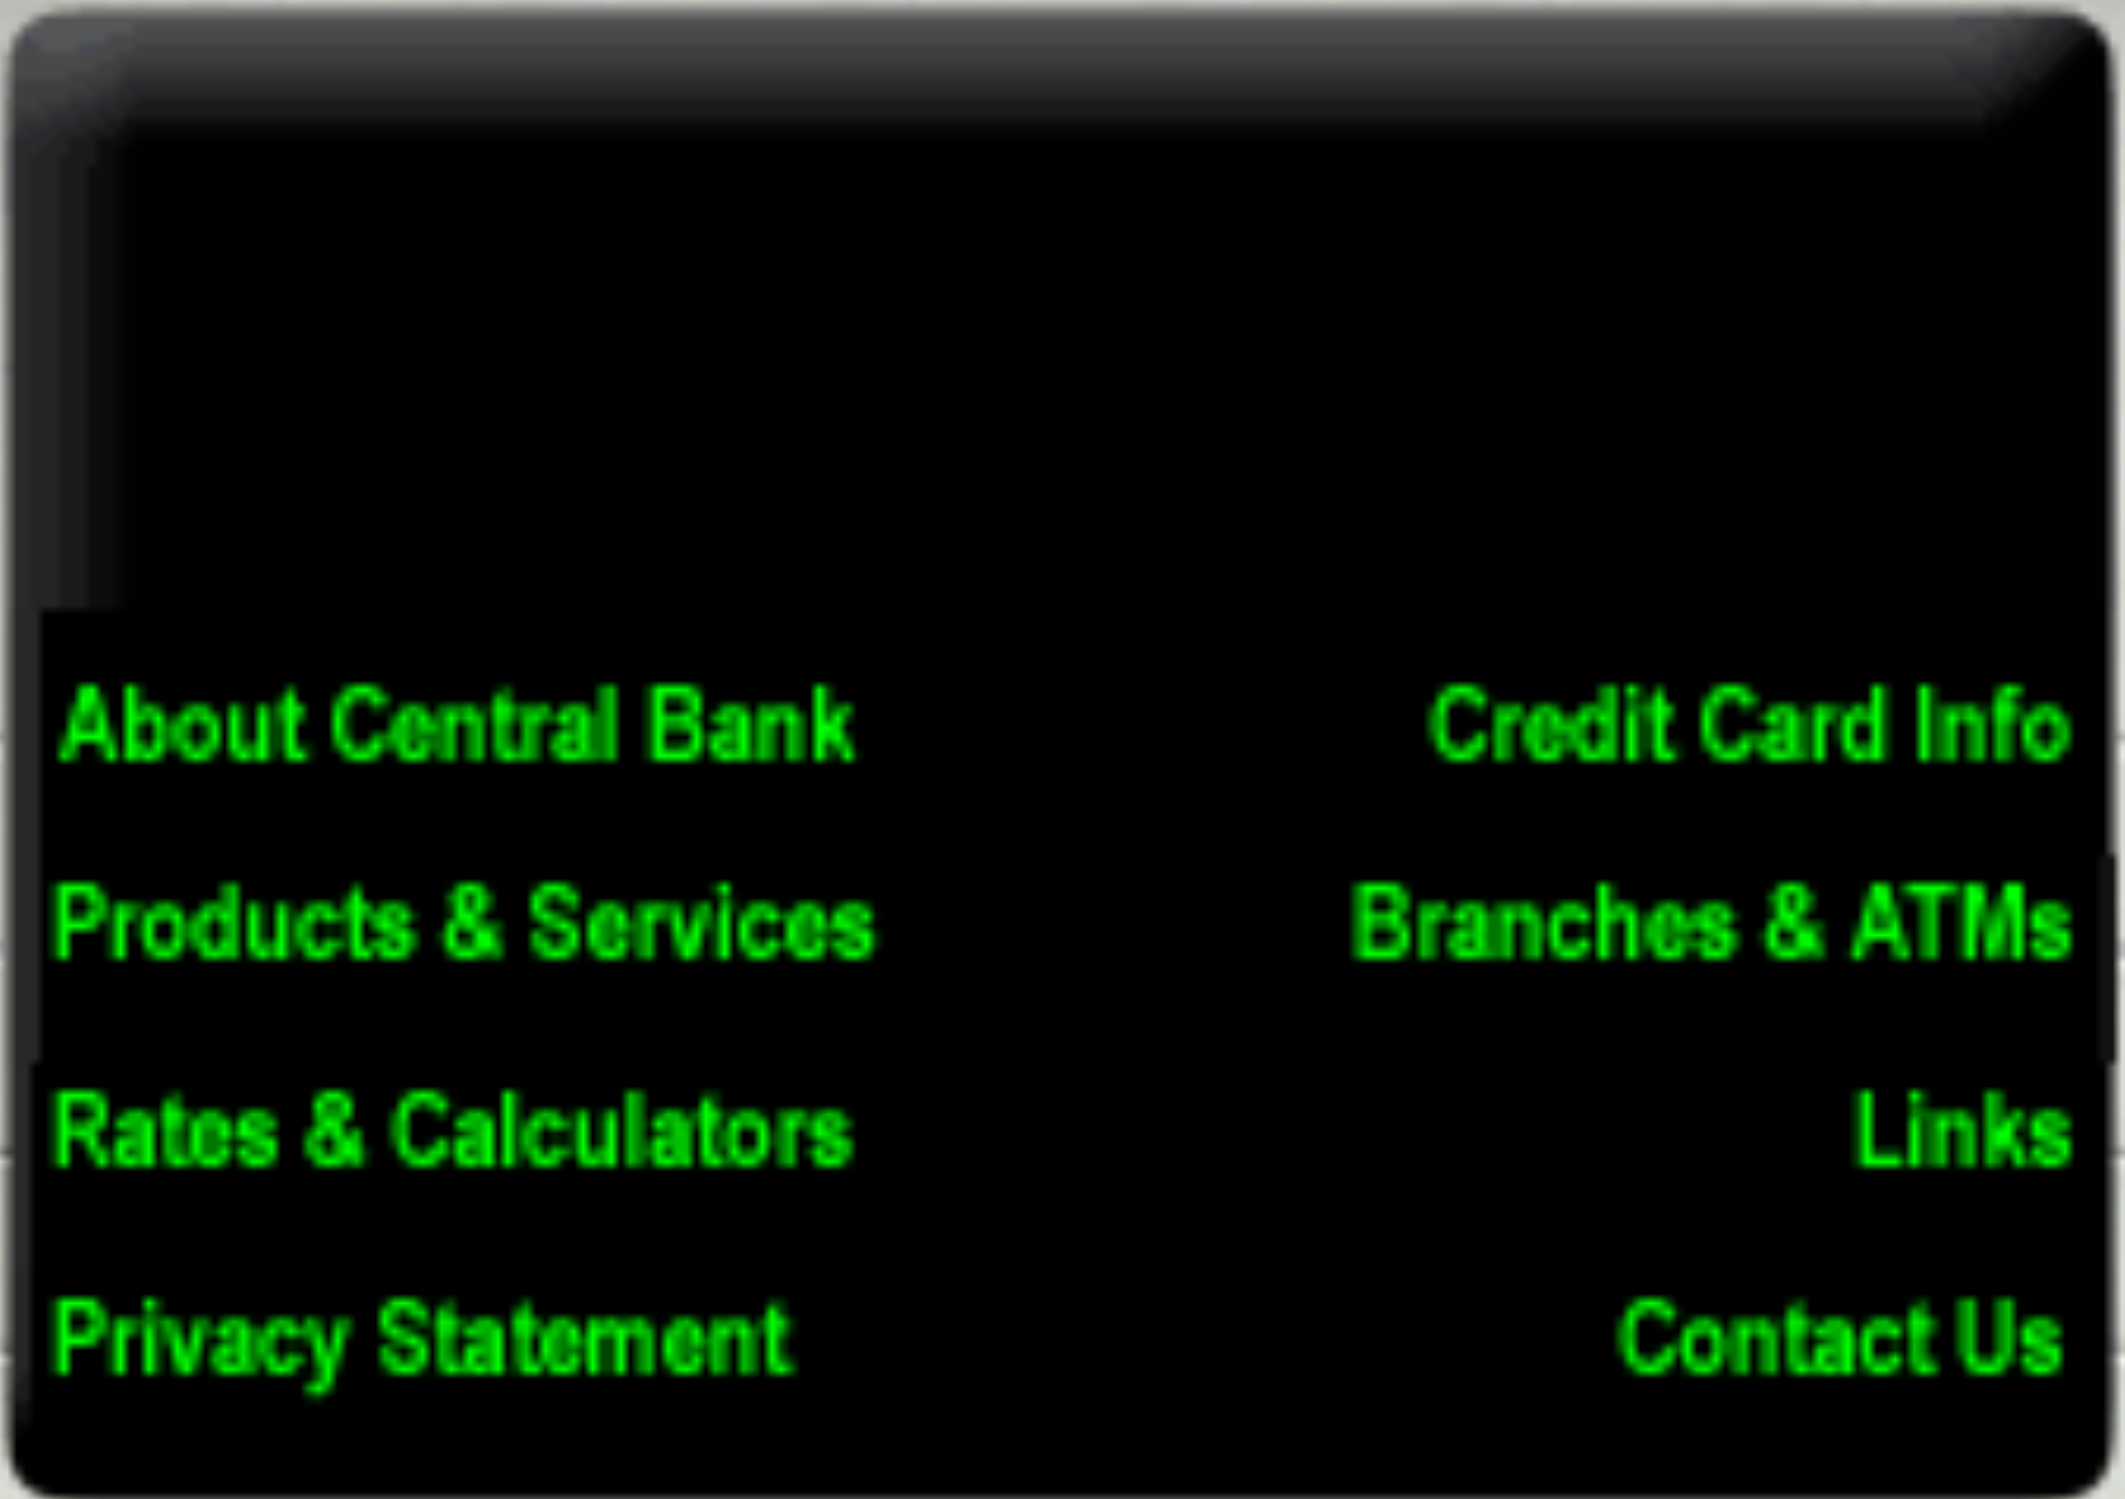 About Central Bank
Credit Card Info
Products & Services
Branches & ATMs
Rates & Calculators
Links
Privacy Statement
Contact Us